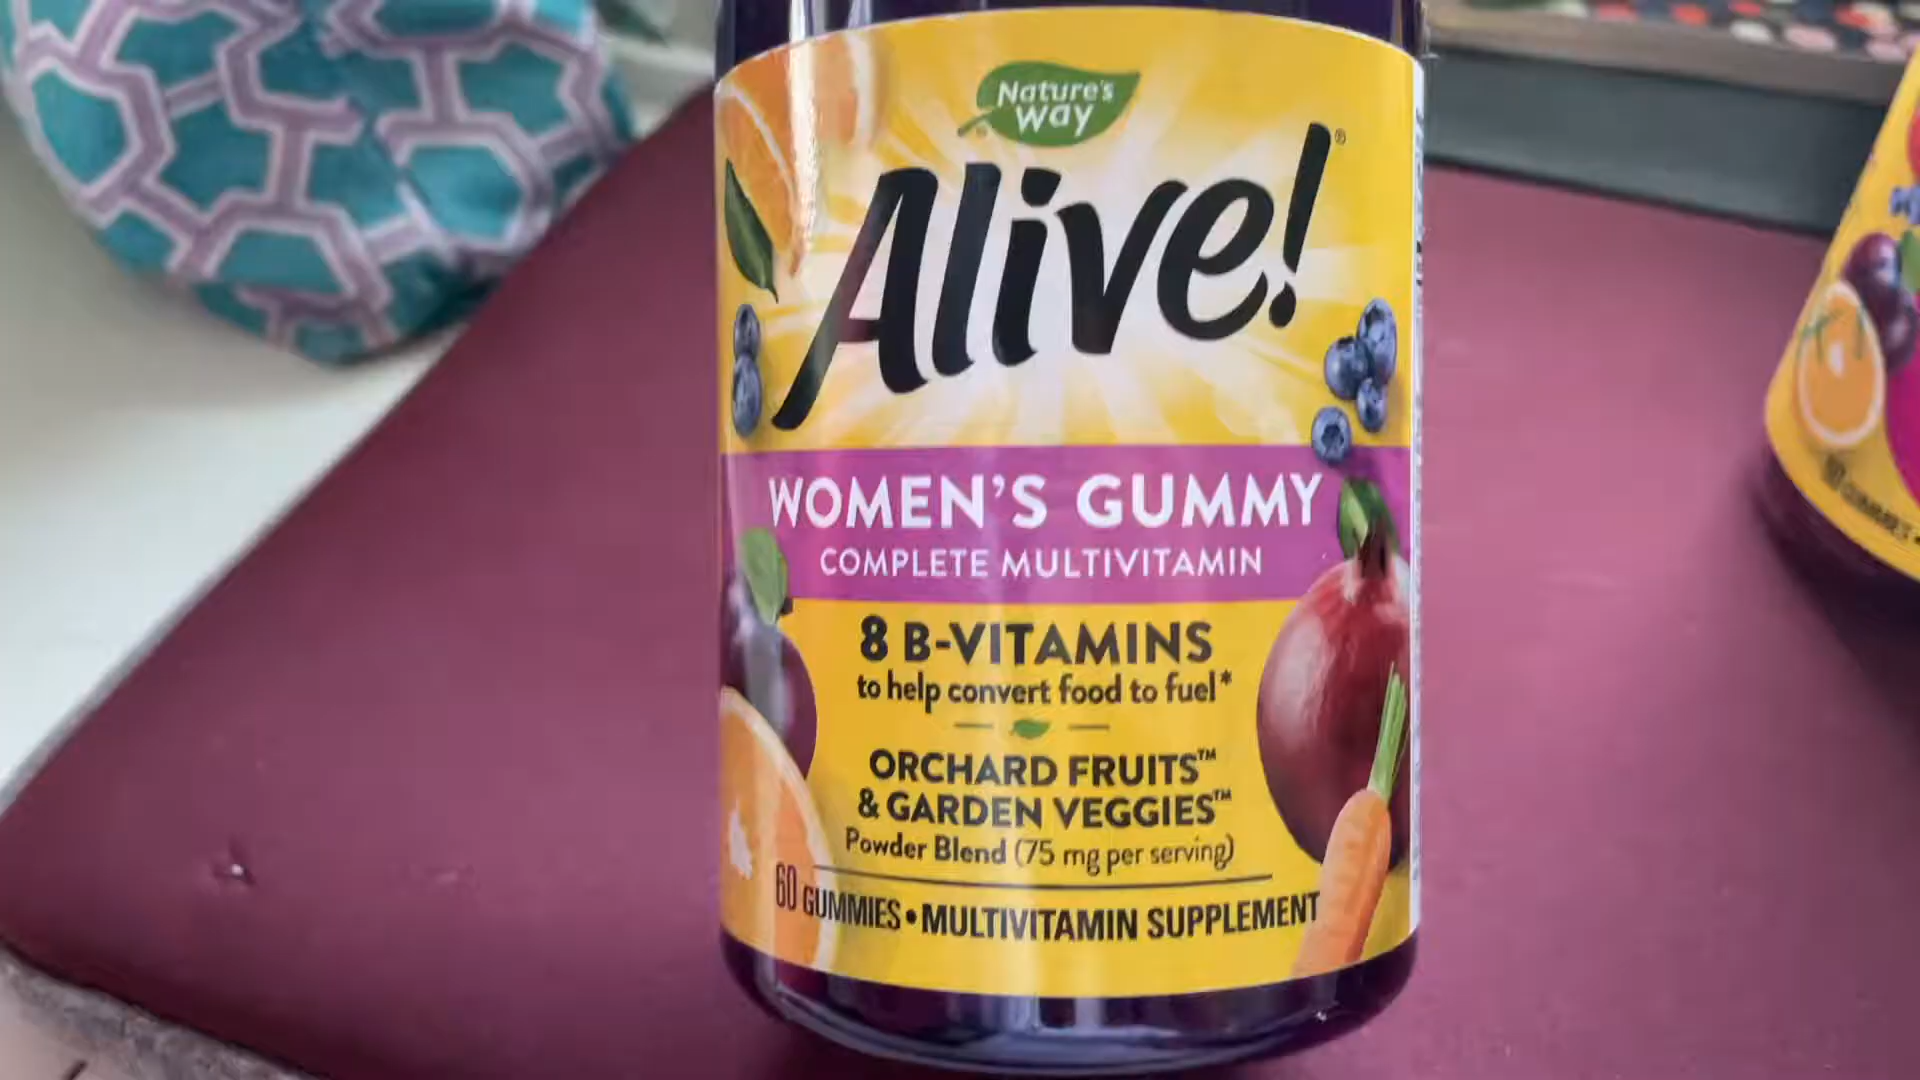 Nature's
Way
®
Alive!®
WOMEN'S GUMMY
COMPLETE MULTIVITAMIN
8 B-VITAMINS
to help convert food to fuel*
ORCHARD FRUITS™
& GARDEN VEGGIES™
Powder Blend (75 mg per serving)
60 GUMMIES • MULTIVITAMIN SUPPLEMENT